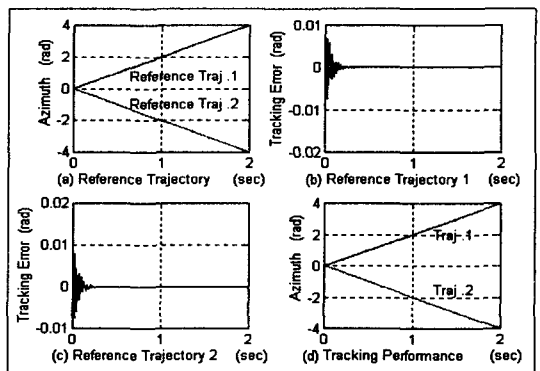 Azimuth (rad)
4
2
0
-2
-4
Reference Traj .1
Reference Traj .2
0
1
2
(a) Reference Trajectory (sec)
Tracking Error (rad)
0.01
0
-0.01
-0.02
0
1
2
(b) Reference Trajectory 1 (sec)
Tracking Error (rad)
0.02
0.01
0
-0.01
0
1
2
(c) Reference Trajectory 2 (sec)
Azimuth (rad)
4
2
0
-2
-4
Traj .1
Traj .2
0
1
2
(d) Tracking Performance (sec)